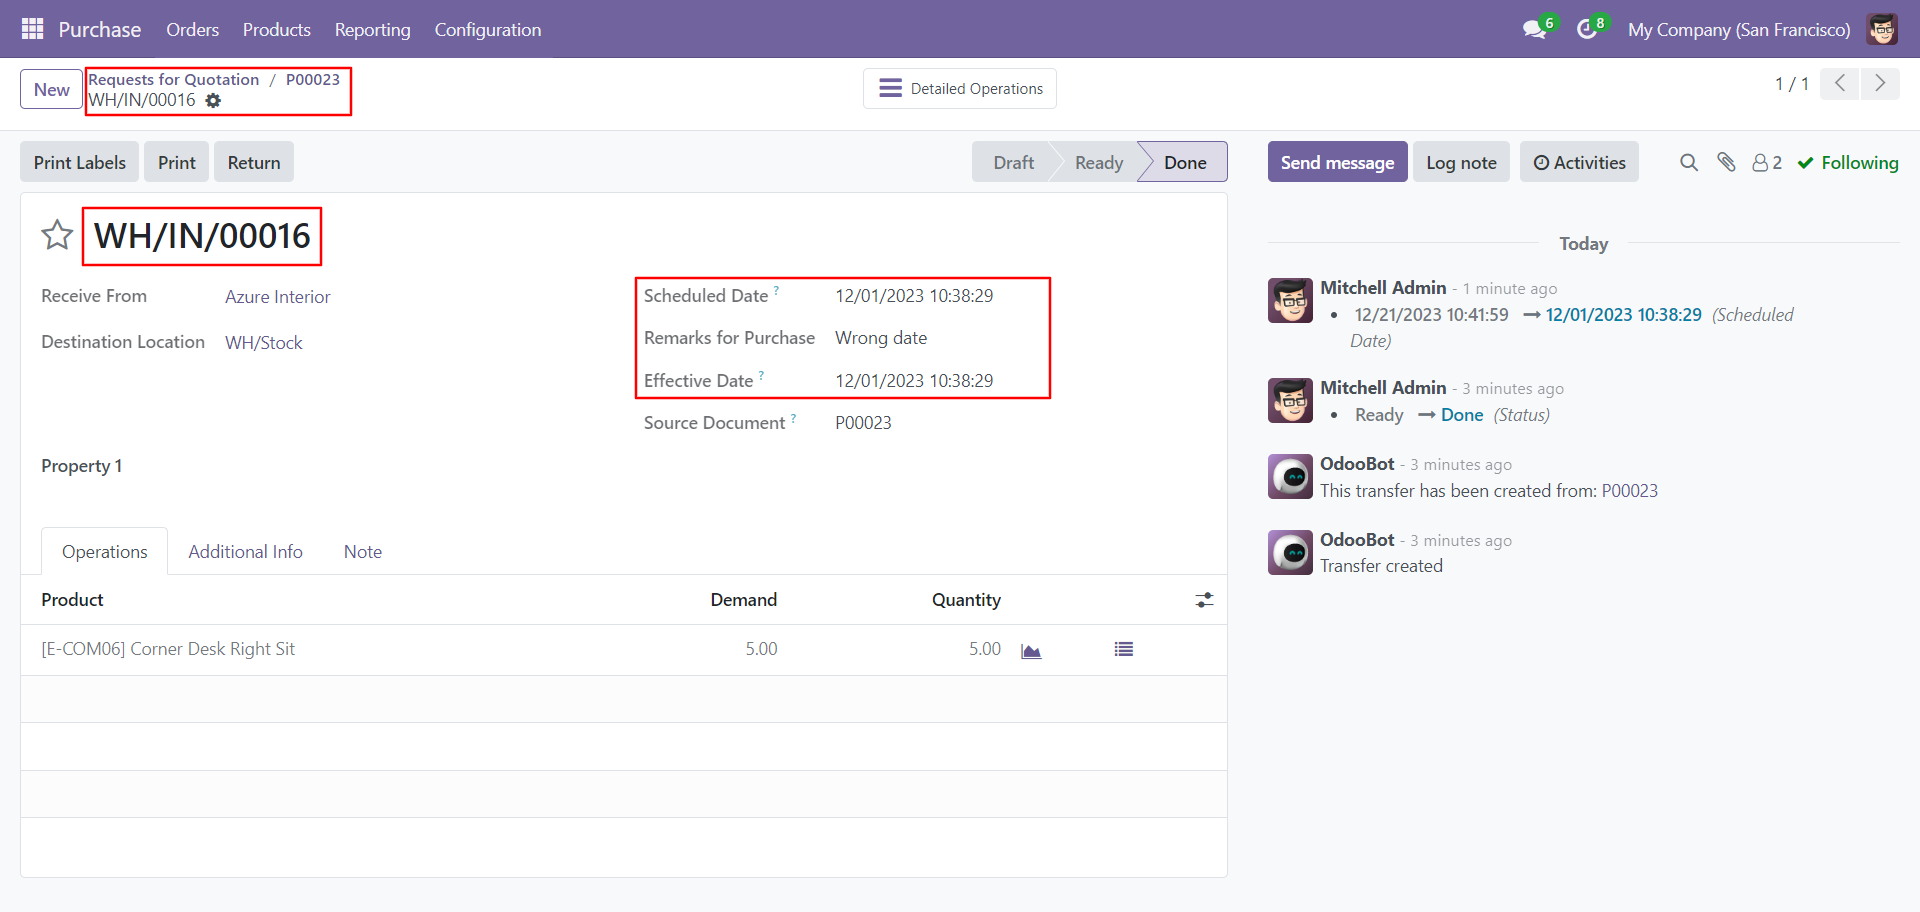 Purchase Orders Products Reporting Configuration 6 8 My Company (San Francisco)
New Requests for Quotation / P00023
WH/IN/00016
Detailed Operations
1 / 1
Print Labels Print Return
Draft Ready Done
Send message Log note Activities 2 Following
WH/IN/00016
Receive From Azure Interior
Destination Location WH/Stock
Scheduled Date ? 12/01/2023 10:38:29
Remarks for Purchase Wrong date
Effective Date ? 12/01/2023 10:38:29
Source Document ? P00023
Property 1
Operations Additional Info Note
Product Demand Quantity
[E-COM06] Corner Desk Right Sit 5.00 5.00
Today
Mitchell Admin - 1 minute ago
• 12/21/2023 10:41:59 → 12/01/2023 10:38:29 (Scheduled
Date)
Mitchell Admin - 3 minutes ago
• Ready → Done (Status)
OdooBot - 3 minutes ago
This transfer has been created from: P00023
OdooBot - 3 minutes ago
Transfer created